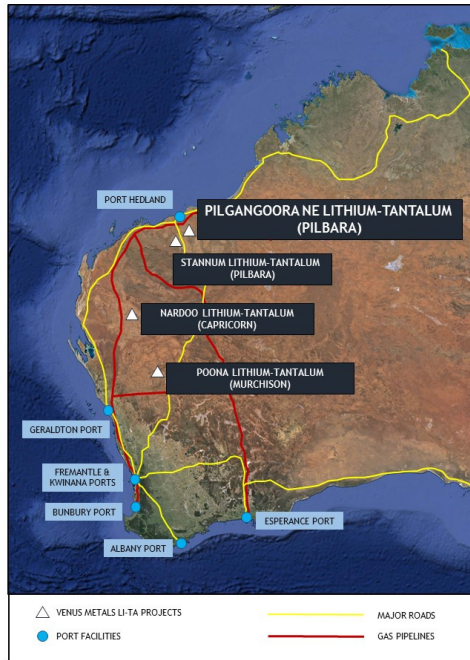 PORT HEDLAND
PILGANGOORA NE LITHIUM-TANTALUM
(PILBARA)
STANNUM LITHIUM-TANTALUM
(PILBARA)
NARDOO LITHIUM-TANTALUM
(CAPRICORN)
POONA LITHIUM-TANTALUM
(MURCHISON)
GERALDTON PORT
FREMANTLE &
KWINANA PORTS
BUNBURY PORT
ESPERANCE PORT
ALBANY PORT
VENUS METALS LI-TA PROJECTS
MAJOR ROADS
PORT FACILITIES
GAS PIPELINES